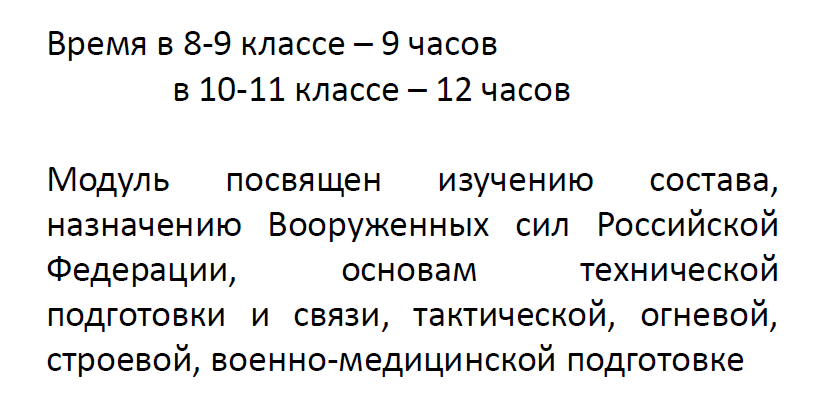 Время в 8-9 классе – 9 часов
в 10-11 классе – 12 часов
Модуль посвящен изучению состава,
назначению Вооруженных сил Российской
Федерации, основам технической
подготовки и связи, тактической, огневой,
строевой, военно-медицинской подготовке